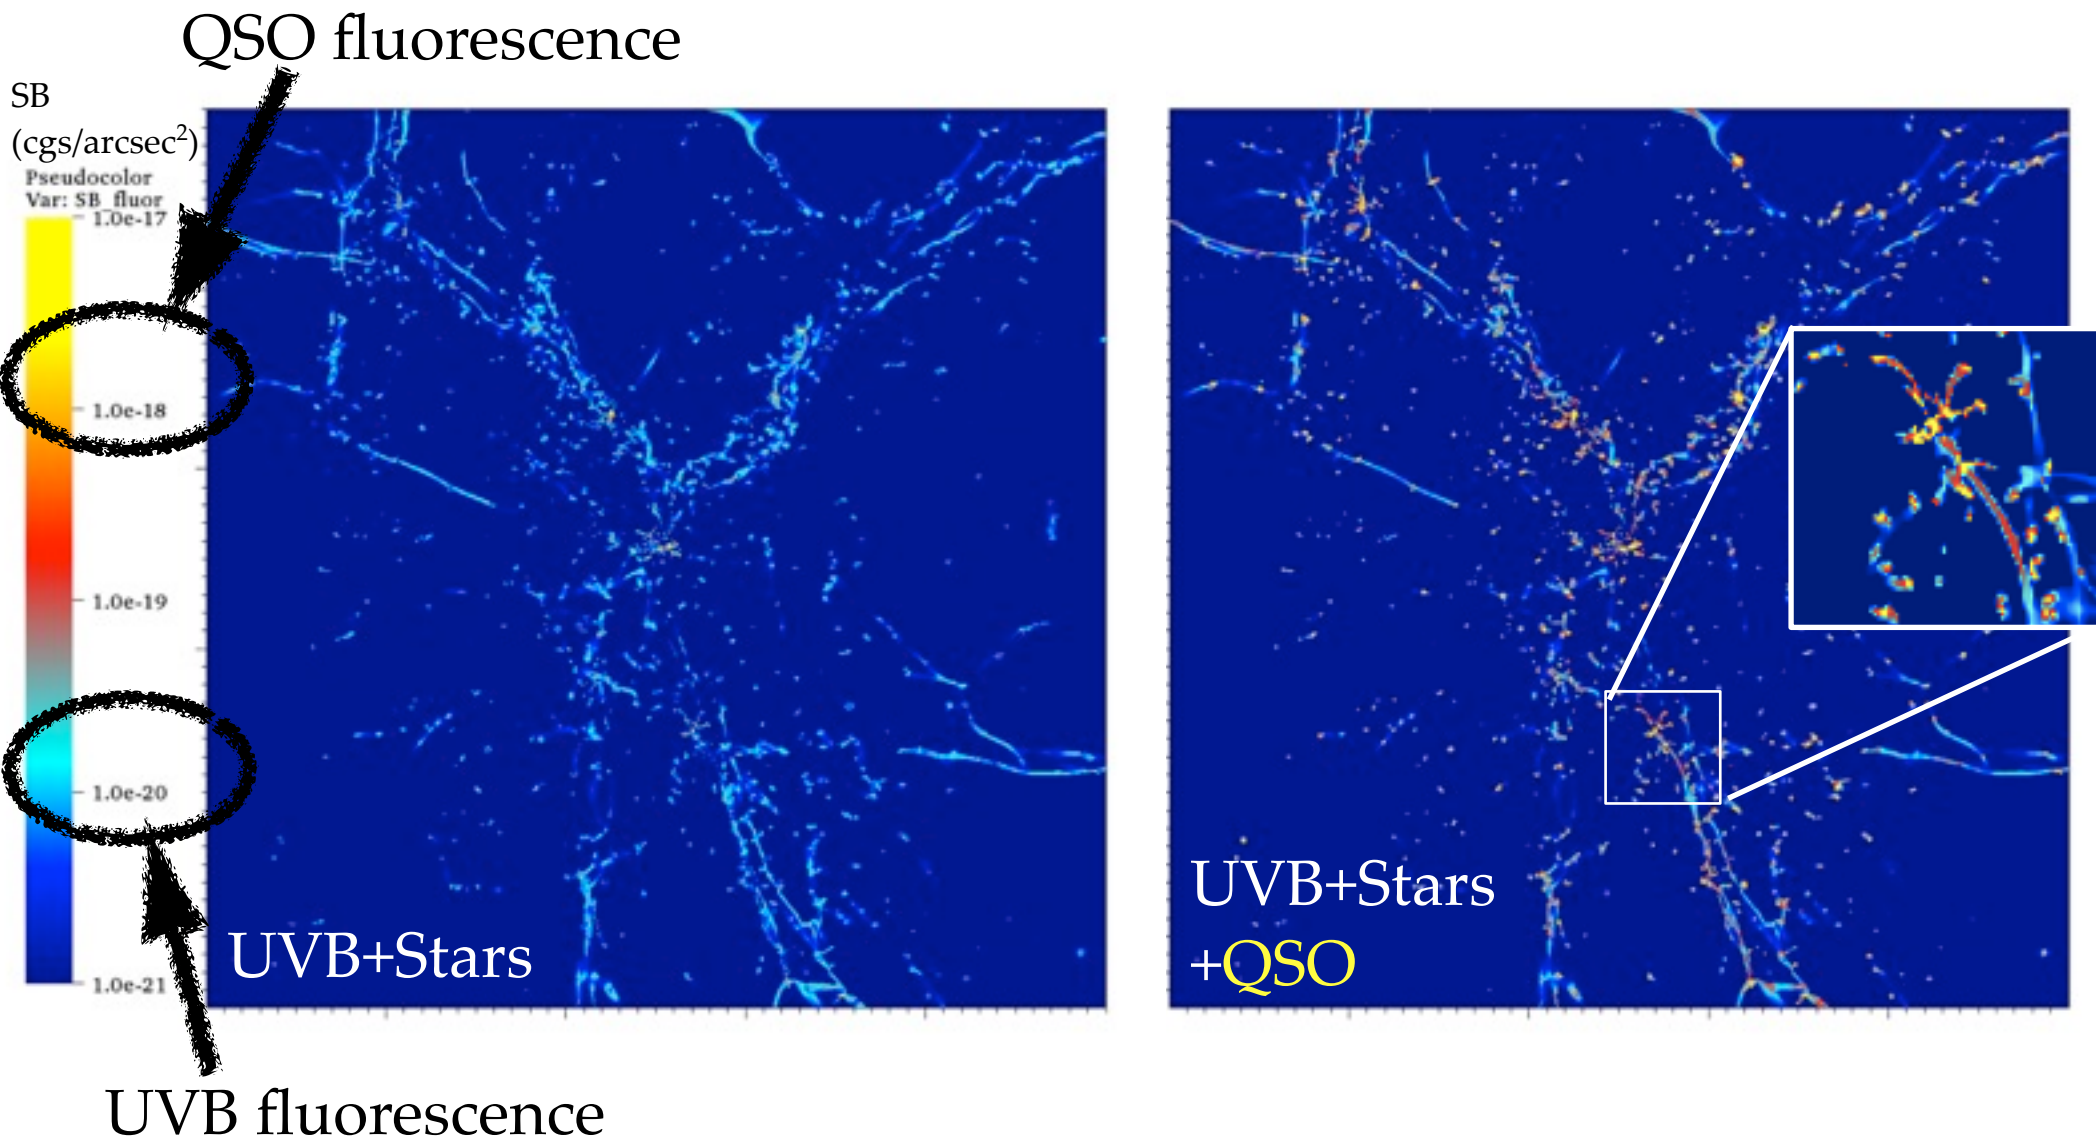 QSO fluorescence
SB
(cgs/arcsec²)
Pseudocolor
Var: SB_fluor
1.0e-17
1.0e-18
1.0e-19
1.0e-20
1.0e-21
UVB+Stars
UVB+Stars
+QSO
UVB fluorescence